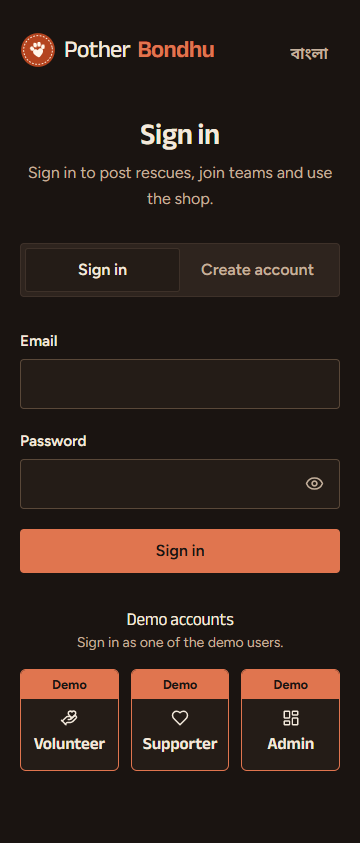 Pother Bondhu
বাংলা
Sign in
Sign in to post rescues, join teams and use
the shop.
Sign in
Create account
Email
Password
Sign in
Demo accounts
Sign in as one of the demo users.
Demo
Volunteer
Demo
Supporter
Demo
Admin